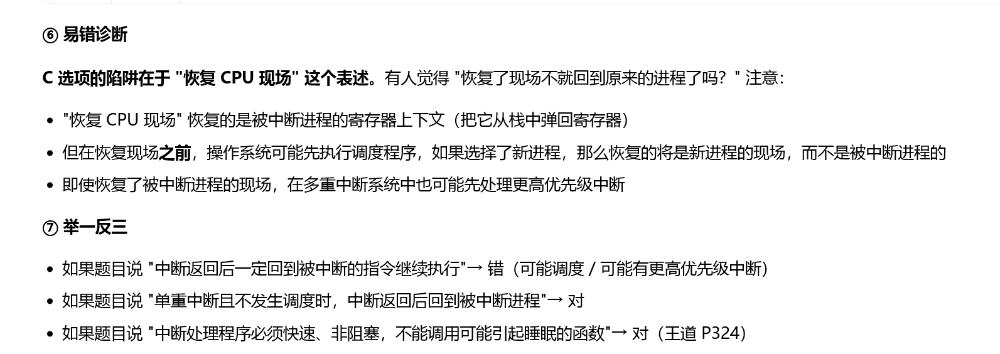 ⑥ 易错诊断
C 选项的陷阱在于 "恢复 CPU 现场" 这个表述。有人觉得 "恢复了现场不就回到原来的进程了吗？" 注意：
• "恢复 CPU 现场" 恢复的是被中断进程的寄存器上下文（把它从栈中弹回寄存器）
• 但在恢复现场之前，操作系统可能先执行调度程序，如果选择了新进程，那么恢复的将是新进程的现场，而不是被中断进程的
• 即使恢复了被中断进程的现场，在多重中断系统中也可能先处理更高优先级中断
⑦ 举一反三
• 如果题目说 "中断返回后一定回到被中断的指令继续执行"→ 错（可能调度 / 可能有更高优先级中断）
• 如果题目说 "单重中断且不发生调度时，中断返回后回到被中断进程"→ 对
• 如果题目说 "中断处理程序必须快速、非阻塞，不能调用可能引起睡眠的函数"→ 对（王道 P324）